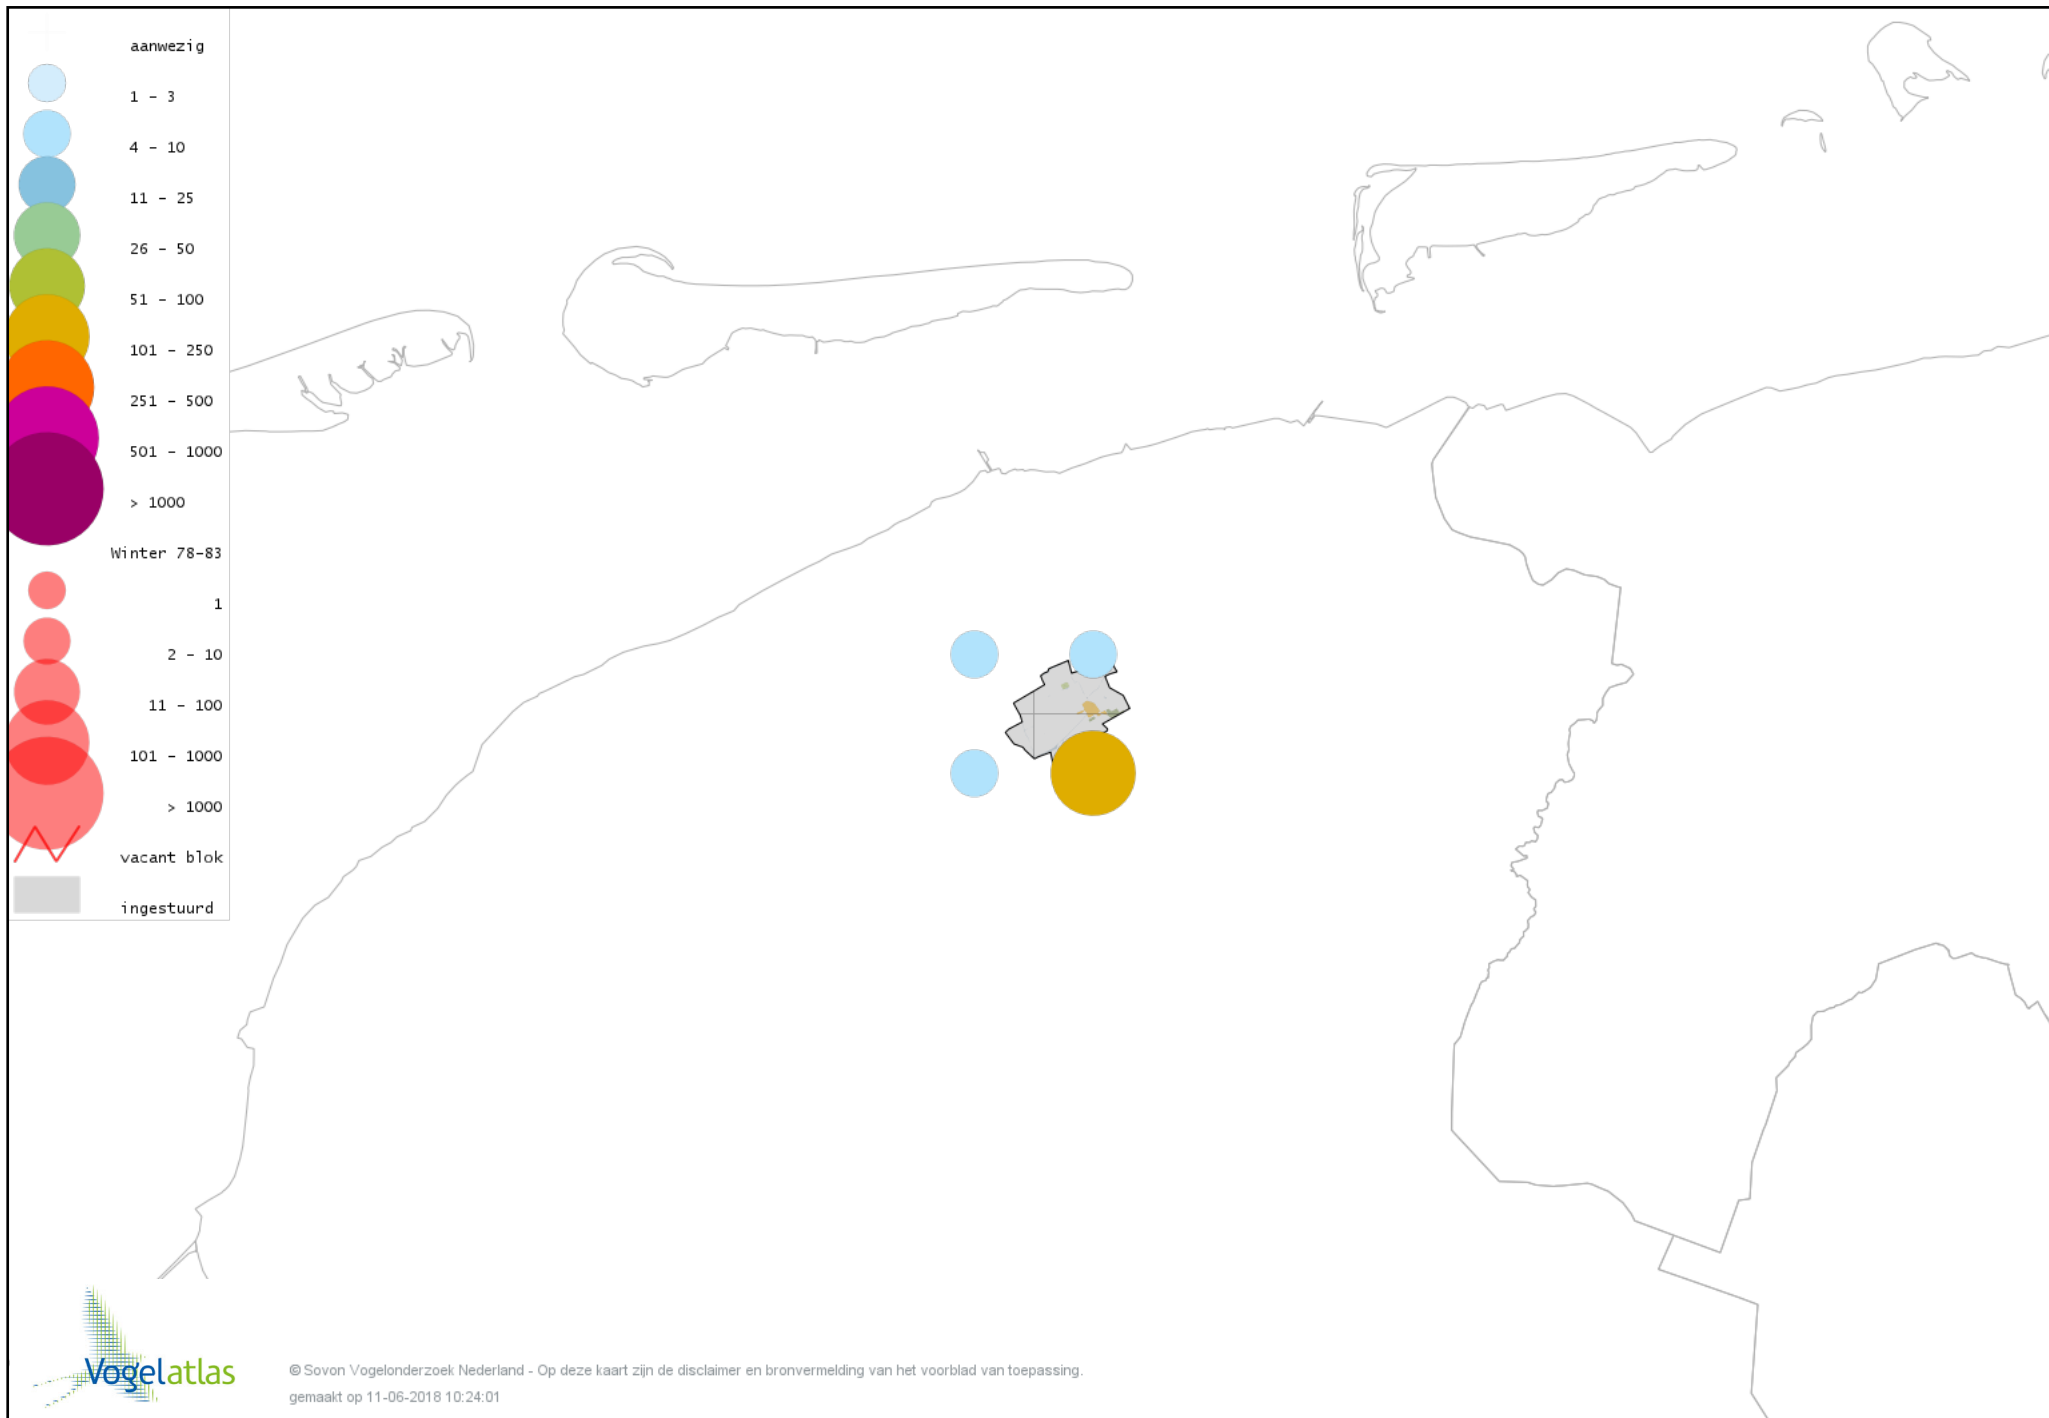 aanwezig
1 - 3
4 - 10
11 - 25
26 - 50
51 - 100
101 - 250
251 - 500
501 - 1000
> 1000
Winter 78-83
1
2 - 10
11 - 100
101 - 1000
> 1000
vacant blok
ingestuurd
Vogelatlas
© Sovon Vogelonderzoek Nederland - Op deze kaart zijn de disclaimer en bronvermelding van het voorblad van toepassing.
gemaakt op 11-06-2018 10:24:01